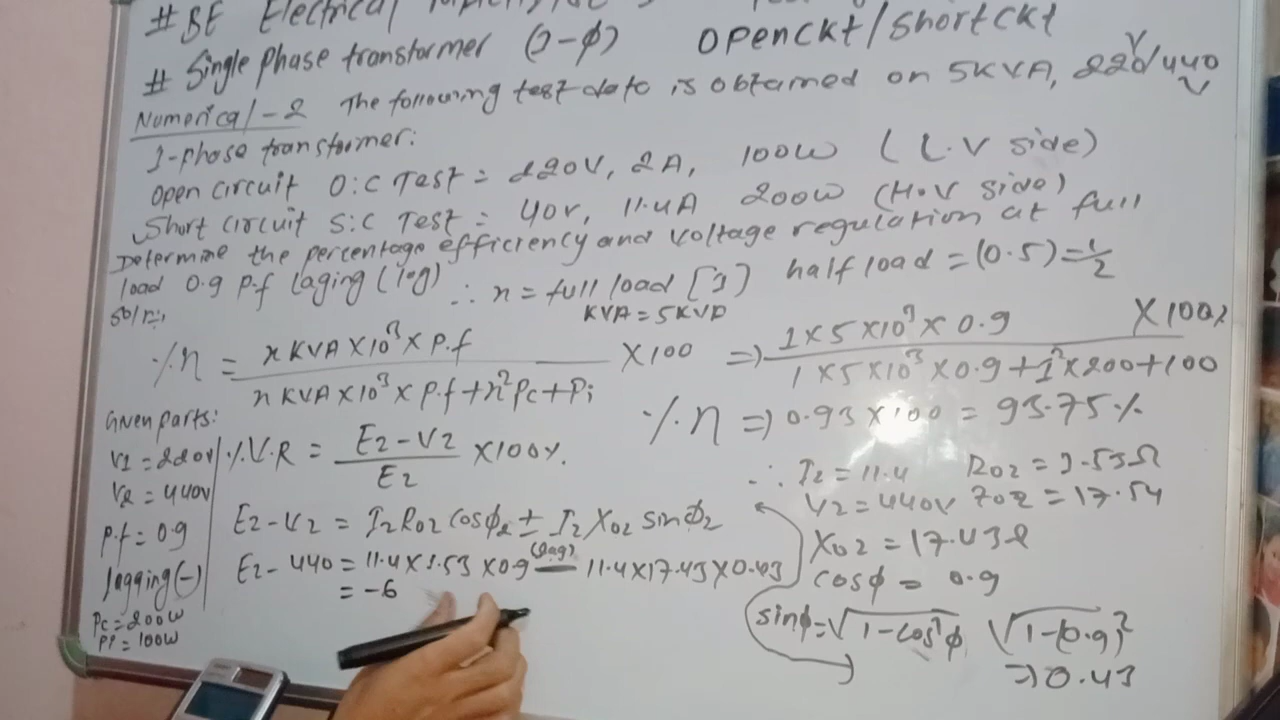 # BE Electrical
# Single phase transformer (1-φ) OPENckt/Shortckt
Numerical-2 The following test data is obtained on 5KVA, 220/440 V V
1-phase transformer:
Open circuit O:C Test = 220V, 2A, 100W (L.V side)
Short circuit S:C Test = 40V, 11.4A 200W (H.V side)
Determine the percentage efficiency and voltage regulation at full
load 0.9 p.f laging (log) ∴ n = full load [1] half load = (0.5) = 1/2
KVA = 5KVA
Sol/n:
% η = n KVA X 10³ X p.f / n KVA X 10³ X p.f + n² Pc + Pi X 100 => 1 X 5 X 10³ X 0.9 / 1 X 5 X 10³ X 0.9 + 1² X 200 + 100 X 100%
% η => 0.93 X 100 = 93.75 %
Given parts:
V1 = 220V
V2 = 440V
P.f = 0.9
lagging (-)
Pc = 200W
Pi = 100W
% V.R = E2 - V2 / E2 X 100%.
E2 - V2 = I2 R02 cosφ2 ± I2 X02 sinφ2
E2 - 440 = 11.4 X 1.53 X 0.9 (lag) — 11.4 X 17.43 X 0.43
= -6
∴ I2 = 11.4 R02 = 1.53Ω
V2 = 440V Z02 = 17.54
X02 = 17.43Ω
cosφ = 0.9
sinφ = √1 - cos²φ √1 - (0.9)²
=> 0.43